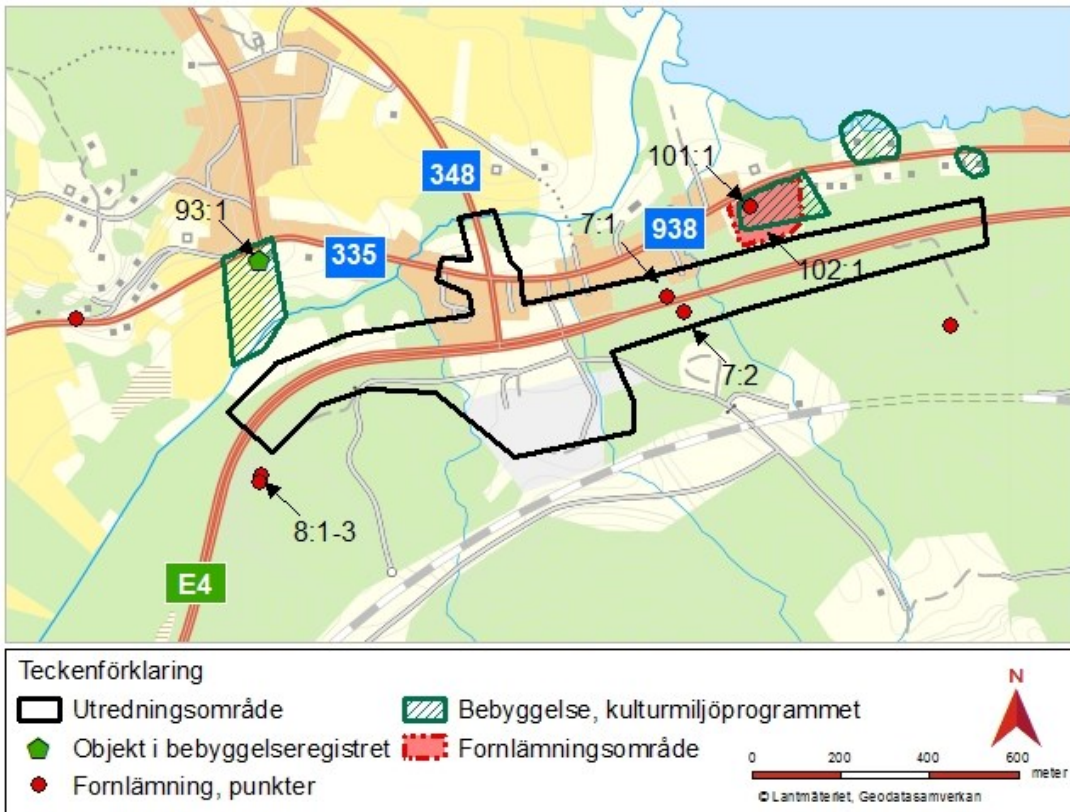 348
101:1
93:1
7:1
335
938
102:1
7:2
8:1-3
E4
Teckenförklaring
Utredningsområde
Bebyggelse, kulturmiljöprogrammet
Objekt i bebyggelseregistret
Fornlämningsområde
Fornlämning, punkter
N
0 200 400 600
meter
© Lantmäteriet, Geodatasamverkan